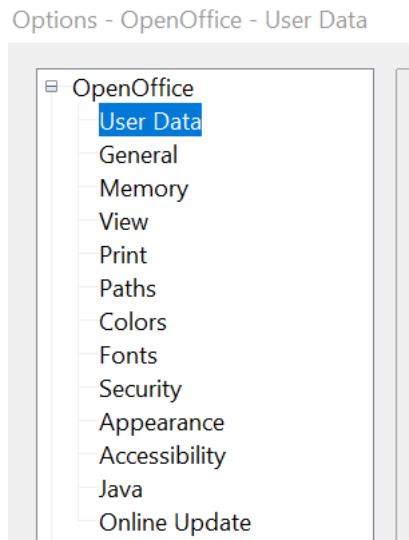 Options - OpenOffice - User Data
OpenOffice
User Data
General
Memory
View
Print
Paths
Colors
Fonts
Security
Appearance
Accessibility
Java
Online Update